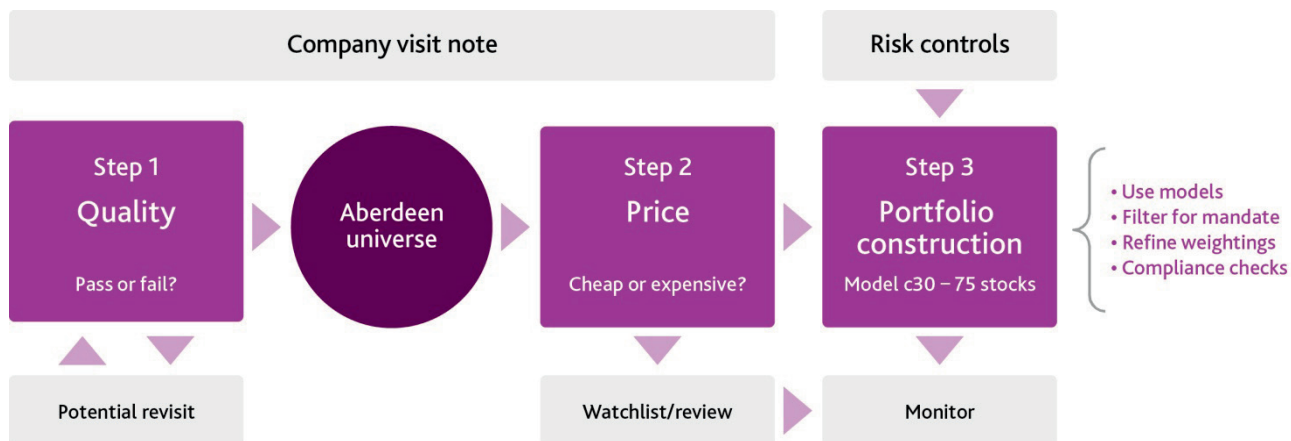 Company visit note
Risk controls
Step 1
Quality
Pass or fail?
Aberdeen
universe
Step 2
Price
Cheap or expensive?
Step 3
Portfolio
construction
Model c30 – 75 stocks
• Use models
• Filter for mandate
• Refine weightings
• Compliance checks
Potential revisit
Watchlist/review
Monitor